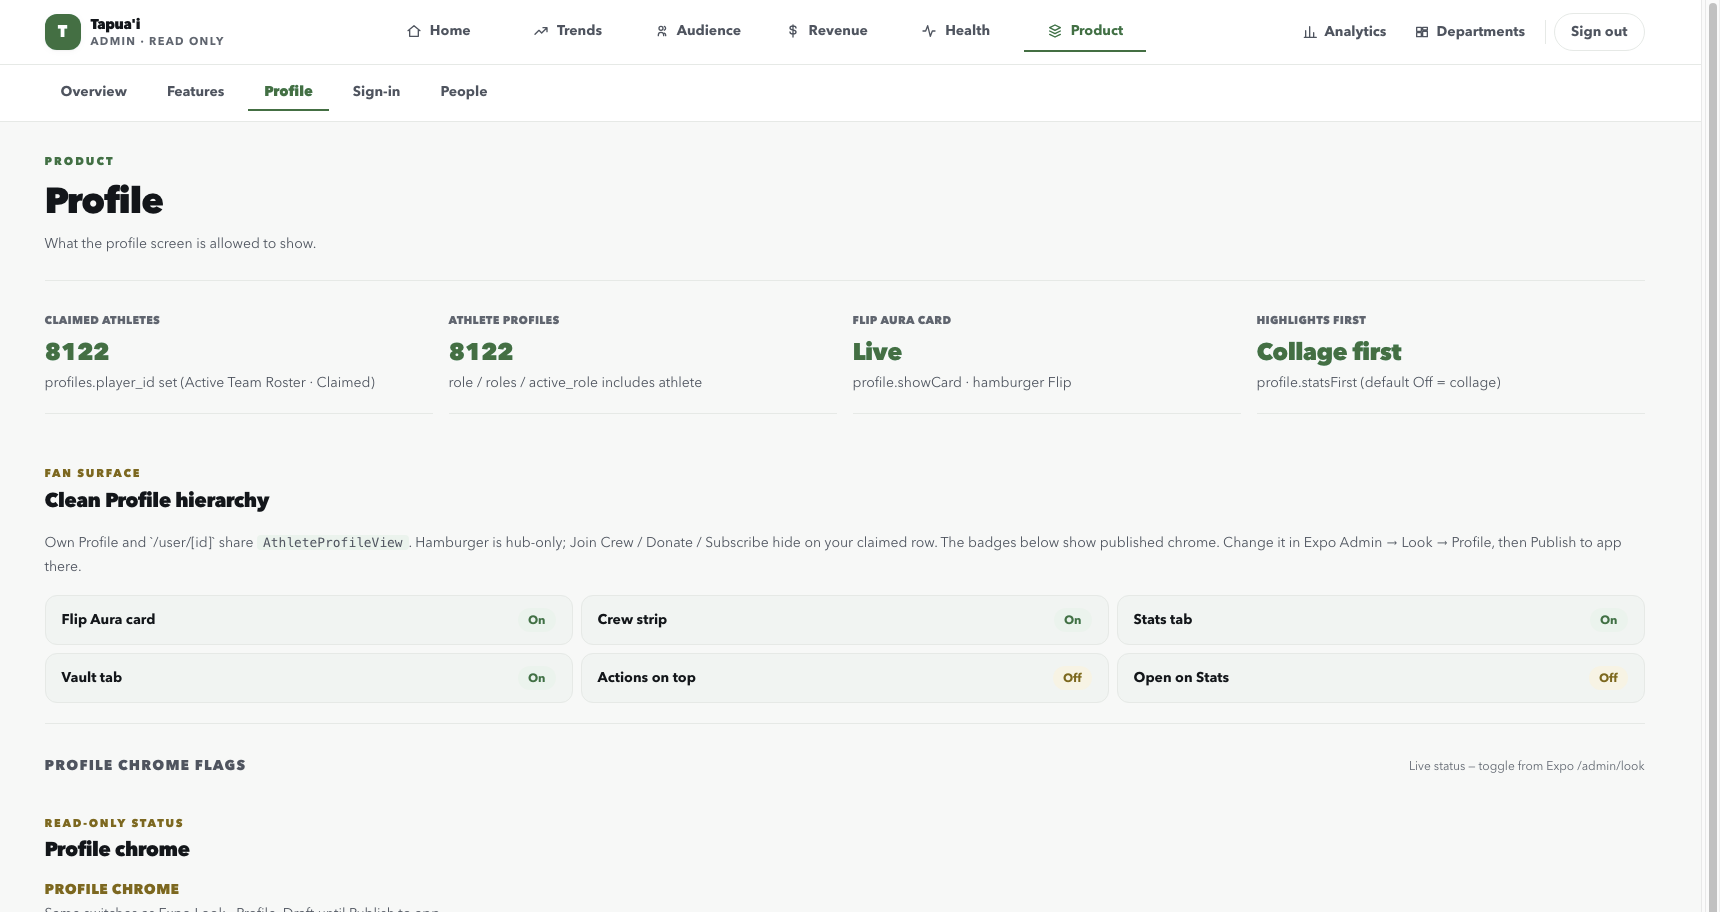 T
Tapua'i
ADMIN · READ ONLY
Home
Trends
Audience
Revenue
Health
Product
Analytics
Departments
Sign out
Overview
Features
Profile
Sign-in
People
PRODUCT
Profile
What the profile screen is allowed to show.
CLAIMED ATHLETES
8122
profiles.player_id set (Active Team Roster · Claimed)
ATHLETE PROFILES
8122
role / roles / active_role includes athlete
FLIP AURA CARD
Live
profile.showCard · hamburger Flip
HIGHLIGHTS FIRST
Collage first
profile.statsFirst (default Off = collage)
FAN SURFACE
Clean Profile hierarchy
Own Profile and `/user/[id]` share AthleteProfileView. Hamburger is hub-only; Join Crew / Donate / Subscribe hide on your claimed row. The badges below show published chrome. Change it in Expo Admin → Look → Profile, then Publish to app
there.
Flip Aura card On
Crew strip On
Stats tab On
Vault tab On
Actions on top Off
Open on Stats Off
PROFILE CHROME FLAGS
Live status — toggle from Expo /admin/look
READ-ONLY STATUS
Profile chrome
PROFILE CHROME